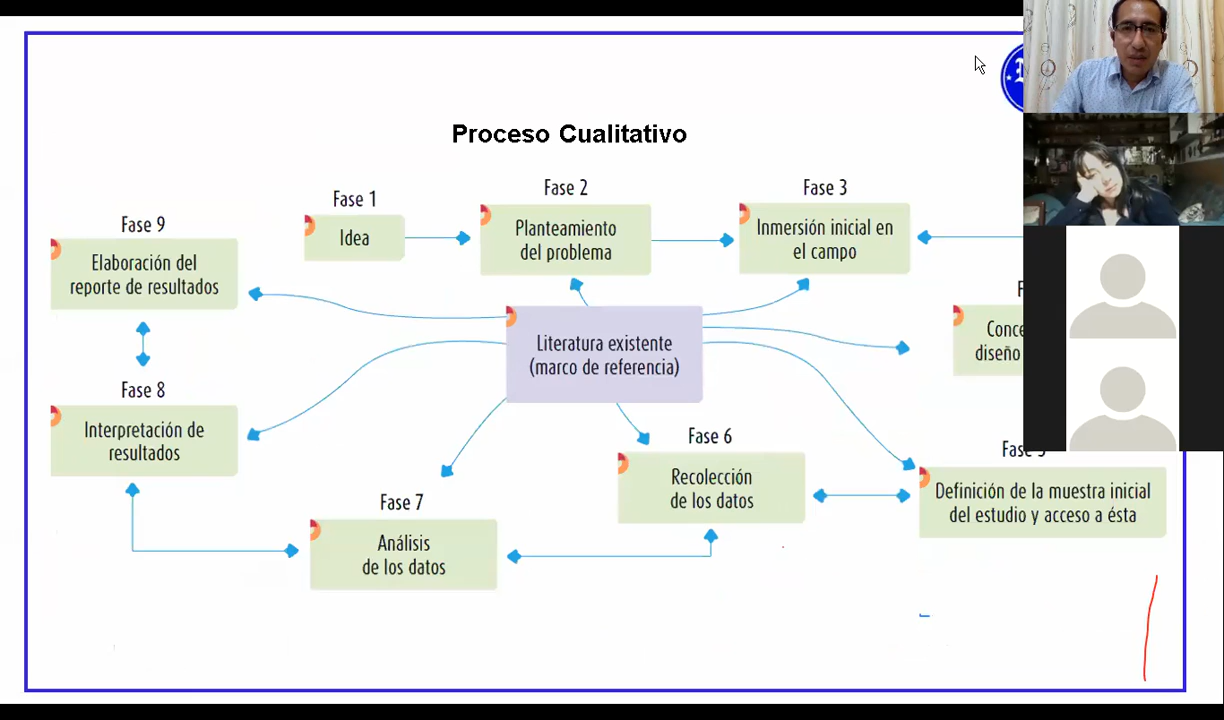 Proceso Cualitativo
Fase 1
Idea
Fase 2
Planteamiento
del problema
Fase 3
Inmersión inicial en
el campo
Fase 9
Elaboración del
reporte de resultados
Literatura existente
(marco de referencia)
diseño
Fase 8
Interpretación de
resultados
Fase 6
Recolección
de los datos
Definición de la muestra inicial
del estudio y acceso a ésta
Fase 7
Análisis
de los datos